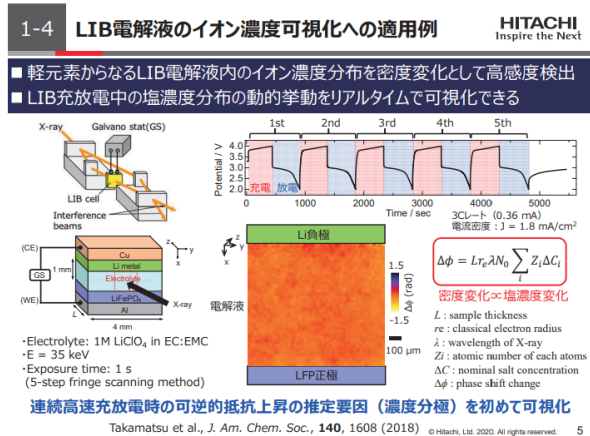 1-4
LIB電解液のイオン濃度可視化への適用例
HITACHI
Inspire the Next
■ 軽元素からなるLIB電解液内のイオン濃度分布を密度変化として高感度検出
■ LIB充放電中の塩濃度分布の動的挙動をリアルタイムで可視化できる
X-ray
Galvano stat(GS)
LIB cell
Interference
beams
1st 2nd 3rd 4th 5th
Potential / V
4.0
3.5
3.0
2.5
2.0
充電 放電
0 1000 2000 3000 4000 5000
Time / sec
3Cレート (0.36 mA)
電流密度:J = 1.8 mA/cm²
(CE)
GS
(WE)
1 mm
Cu
Li metal
Electrolyte
LiFePO₄
Al
L
4 mm
X-ray
z
y
x
・Electrolyte: 1M LiClO₄ in EC:EMC
・E = 35 keV
・Exposure time: 1 s
(5-step fringe scanning method)
z
y
x
Li負極
電解液
LFP正極
1.5
-1.5
Δϕ (rad)
100 μm
Δϕ = LrₑλN₀ ∑ᵢ ZᵢΔCᵢ
密度変化∝塩濃度変化
L : sample thickness
re : classical electron radius
λ : wavelength of X-ray
Zi : atomic number of each atoms
ΔC : nominal salt concentration
Δϕ : phase shift change
連続高速充放電時の可逆的抵抗上昇の推定要因(濃度分極)を初めて可視化
Takamatsu et al., J. Am. Chem. Soc., 140, 1608 (2018)
© Hitachi, Ltd. 2020. All rights reserved.
5